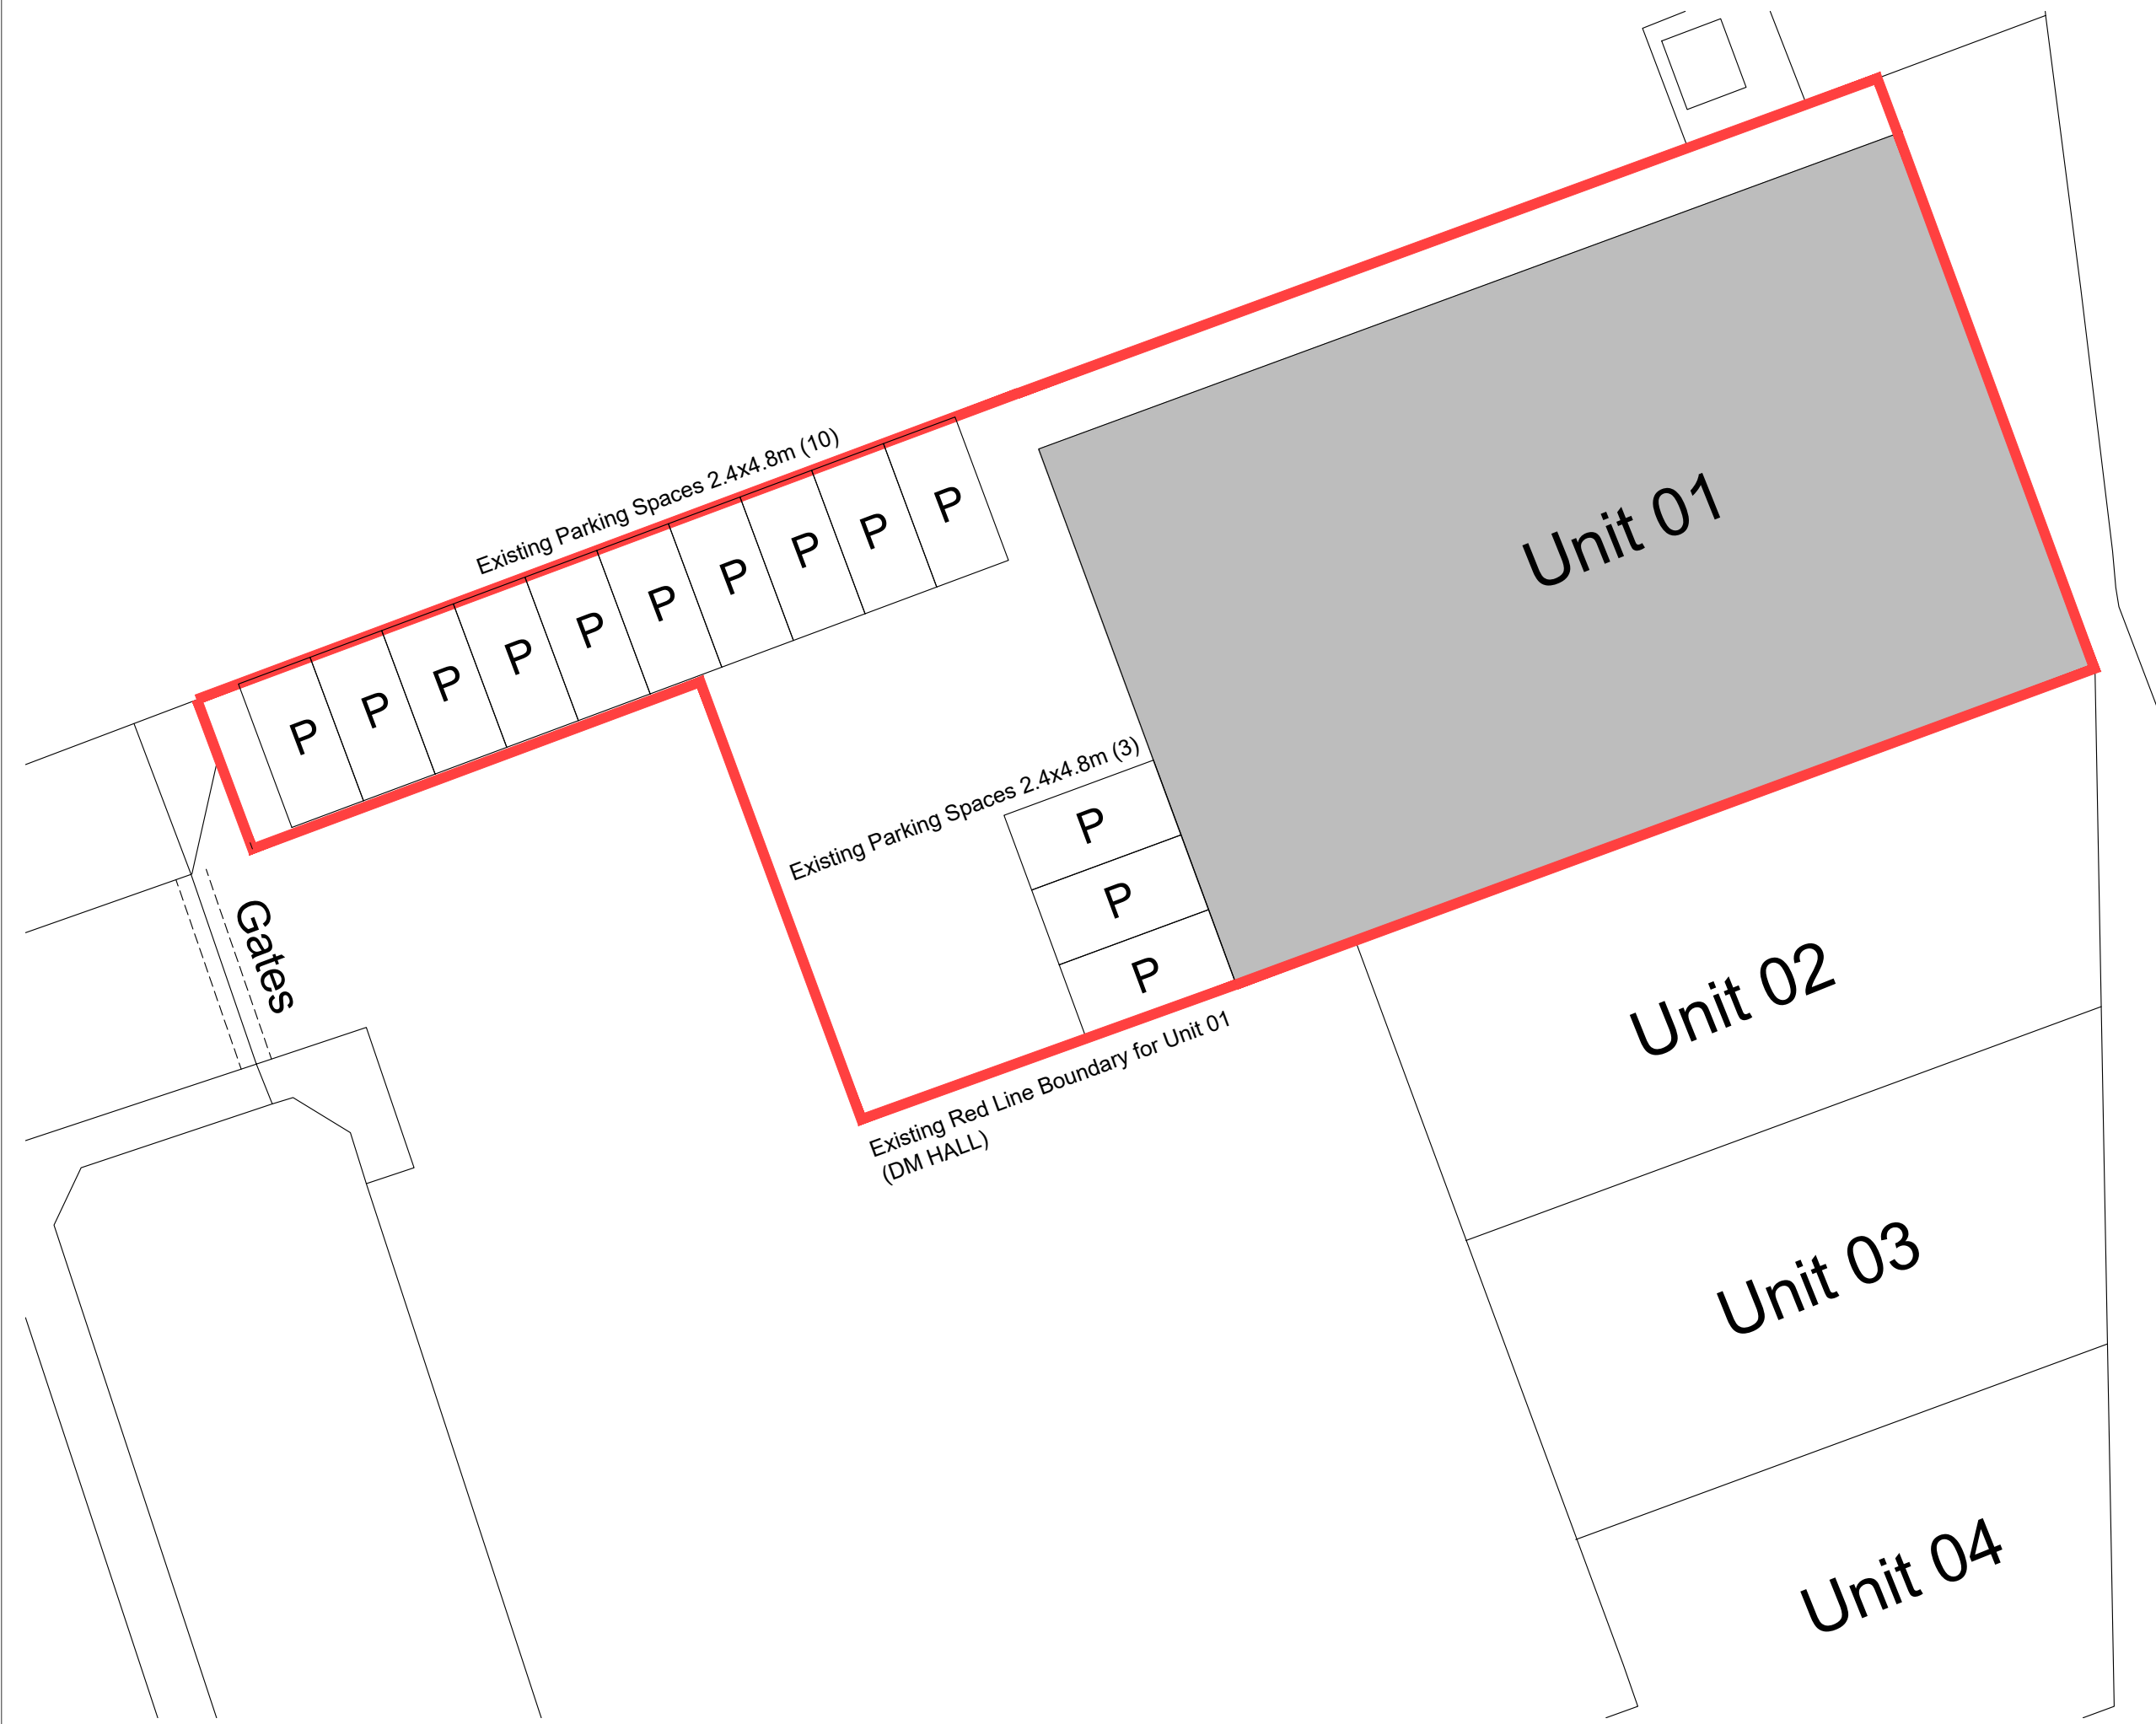 Unit 01
Existing Parking Spaces 2.4x4.8m (10)
P
P
P
P
P
P
P
P
P
P
Existing Parking Spaces 2.4x4.8m (3)
P
P
P
Gates
Existing Red Line Boundary for Unit 01
(DM HALL)
Unit 02
Unit 03
Unit 04